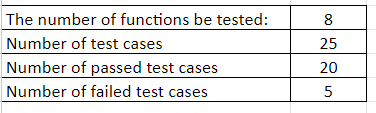 The number of functions be tested: 8
Number of test cases 25
Number of passed test cases 20
Number of failed test cases 5